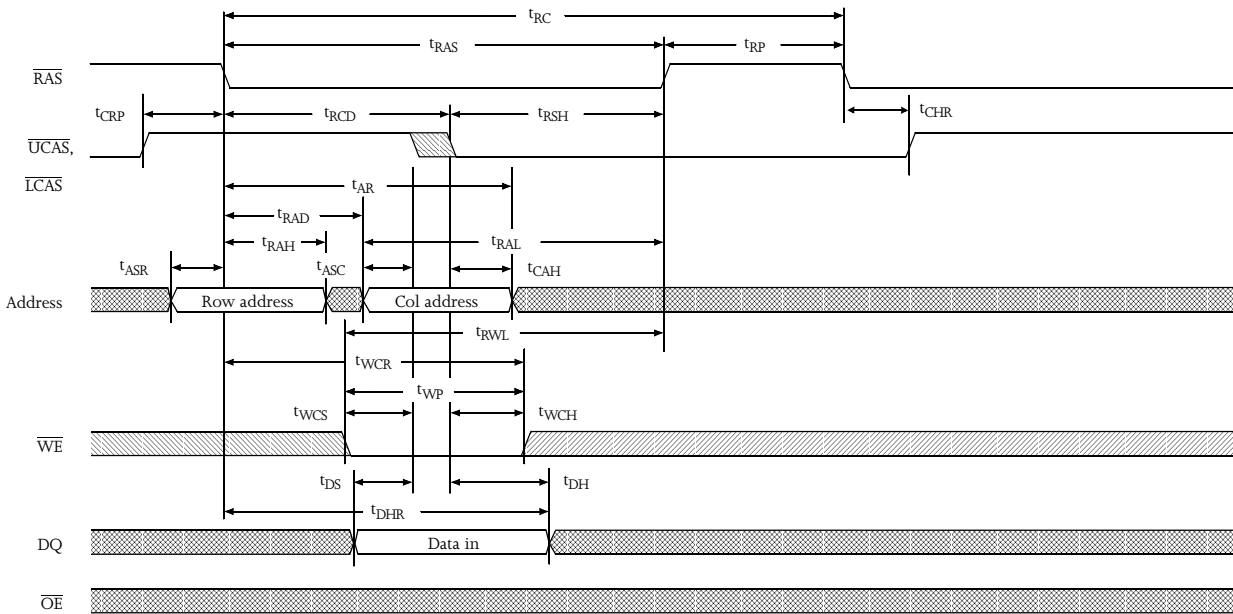 tRC
tRAS tRP
RAS
tCRP tRCD tRSH tCHR
UCAS,
LCAS
tAR
tRAD
tRAH tRAL
tASR tASC tCAH
Address Row address Col address
tRWL
tWCR
tWP
tWCS tWCH
WE
tDS tDH
tDHR
DQ Data in
OE